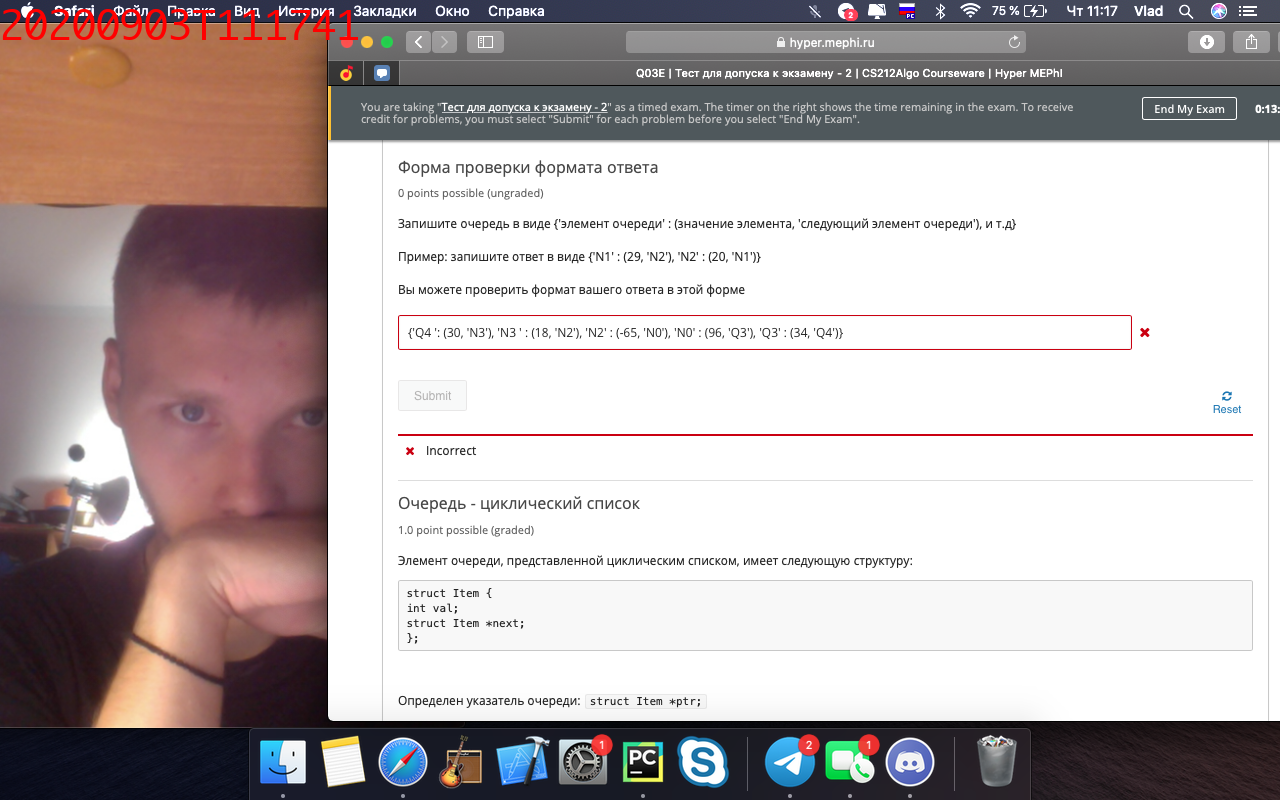 Safari Файл Правка Вид История Закладки Окно Справка 2 РС 75 % Чт 11:17 Vlad
20200903T111741
hyper.mephi.ru
Q03E | Тест для допуска к экзамену - 2 | CS212Algo Courseware | Hyper MEPhI
You are taking "Тест для допуска к экзамену - 2" as a timed exam. The timer on the right shows the time remaining in the exam. To receive
credit for problems, you must select "Submit" for each problem before you select "End My Exam".
End My Exam 0:13:
Форма проверки формата ответа
0 points possible (ungraded)
Запишите очередь в виде {'элемент очереди' : (значение элемента, 'следующий элемент очереди'), и т.д}
Пример: запишите ответ в виде {'N1' : (29, 'N2'), 'N2' : (20, 'N1')}
Вы можете проверить формат вашего ответа в этой форме
{'Q4 ': (30, 'N3'), 'N3 ' : (18, 'N2'), 'N2' : (-65, 'N0'), 'N0' : (96, 'Q3'), 'Q3' : (34, 'Q4')}
Submit
Reset
Incorrect
Очередь - циклический список
1.0 point possible (graded)
Элемент очереди, представленной циклическим списком, имеет следующую структуру:
struct Item {
int val;
struct Item *next;
};
Определен указатель очереди: struct Item *ptr;
1 PC 2 1